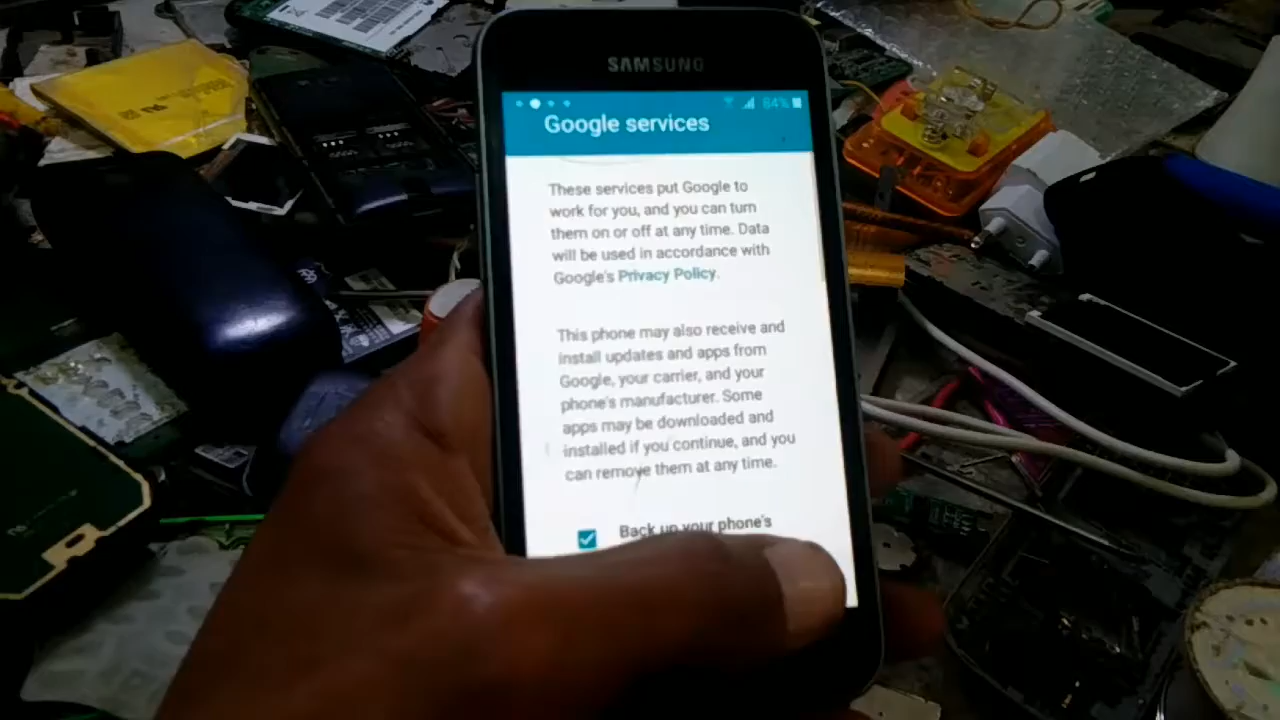 SAMSUNG
64%
Google services
These services put Google to
work for you, and you can turn
them on or off at any time. Data
will be used in accordance with
Google's Privacy Policy.
This phone may also receive and
install updates and apps from
Google, your carrier, and your
phone's manufacturer. Some
apps may be downloaded and
installed if you continue, and you
can remove them at any time.
Back up your phone's